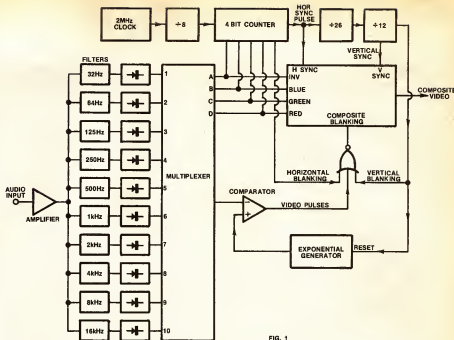 HOR
SYNC
PULSE
2MHz
CLOCK
÷8
4 BIT COUNTER
÷26
÷12
VERTICAL
SYNC
FILTERS
32Hz
64Hz
125Hz
250Hz
500Hz
1kHz
2kHz
4kHz
8kHz
16kHz
1
2
3
4
5
6
7
8
9
10
MULTIPLEXER
A
B
C
D
H SYNC
V
SYNC
INV
BLUE
GREEN
RED
COMPOSITE
BLANKING
COMPOSITE
VIDEO
HORIZONTAL
BLANKING
VERTICAL
BLANKING
AUDIO
INPUT
AMPLIFIER
COMPARATOR
-
+
VIDEO PULSES
EXPONENTIAL
GENERATOR
RESET
FIG. 1